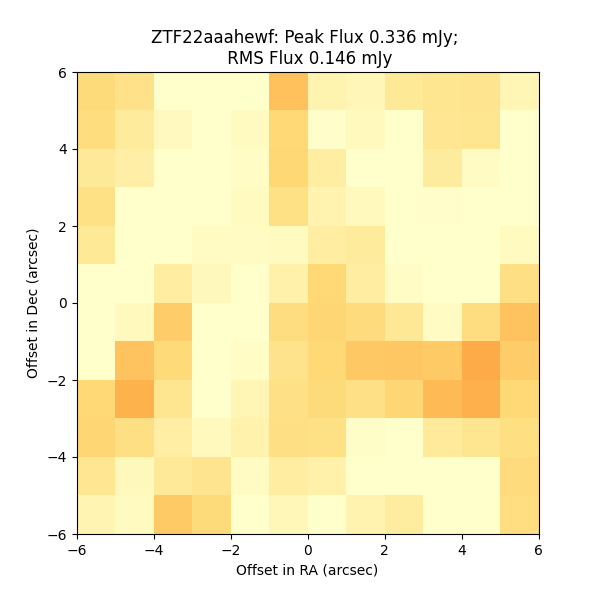 ZTF22aaahewf: Peak Flux 0.336 mJy;
RMS Flux 0.146 mJy
6
4
2
0
−2
−4
−6
Offset in Dec (arcsec)
−6 −4 −2 0 2 4 6
Offset in RA (arcsec)